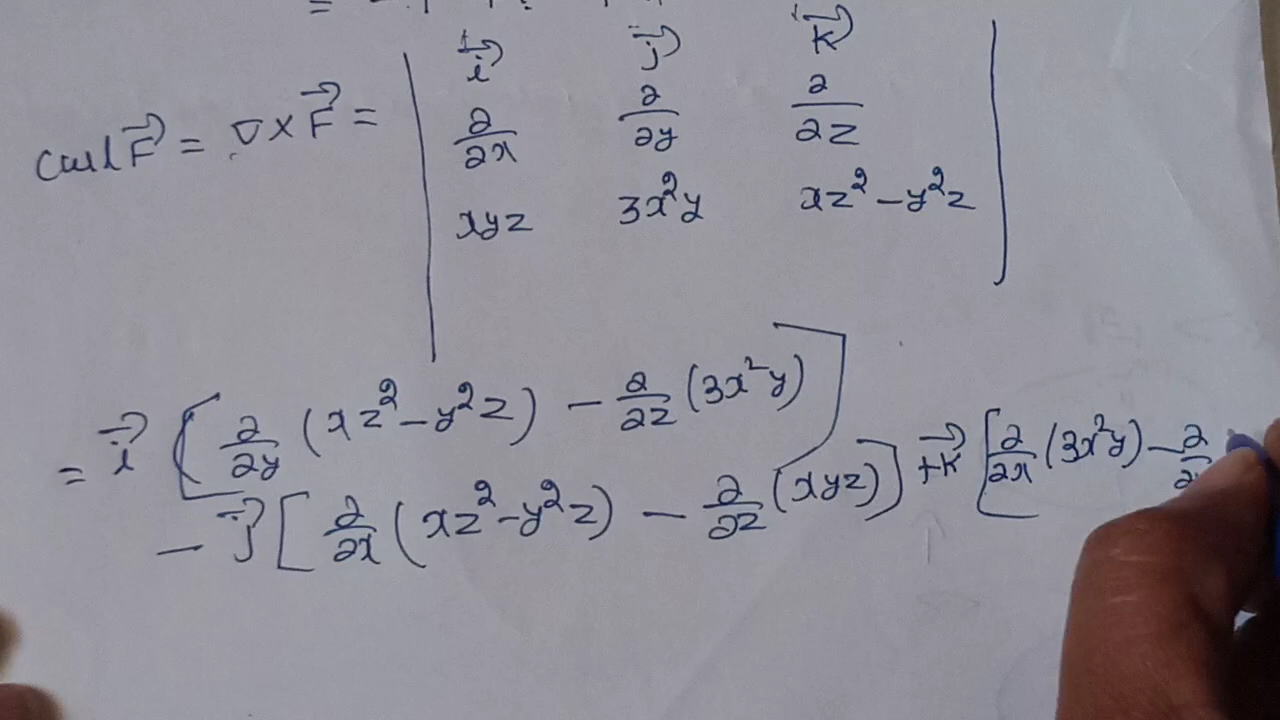 i⃗ j⃗ k⃗
Curl F⃗ = ∇ × F⃗ = | ∂/∂x ∂/∂y ∂/∂z |
xyz 3x²y xz² − y²z
= i⃗ [ ∂/∂y (xz² − y²z) − ∂/∂z (3x²y) ]
− j⃗ [ ∂/∂x (xz² − y²z) − ∂/∂z (xyz) ] + k⃗ [ ∂/∂x (3x²y) − ∂/